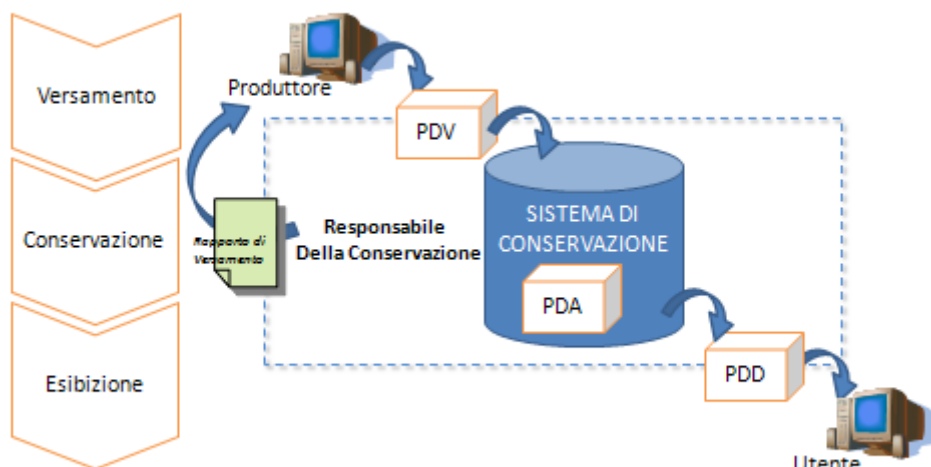 Versamento
Conservazione
Esibizione
Produttore
PDV
Rapporto di
Versamento
Responsabile
Della Conservazione
SISTEMA DI
CONSERVAZIONE
PDA
PDD
Utente